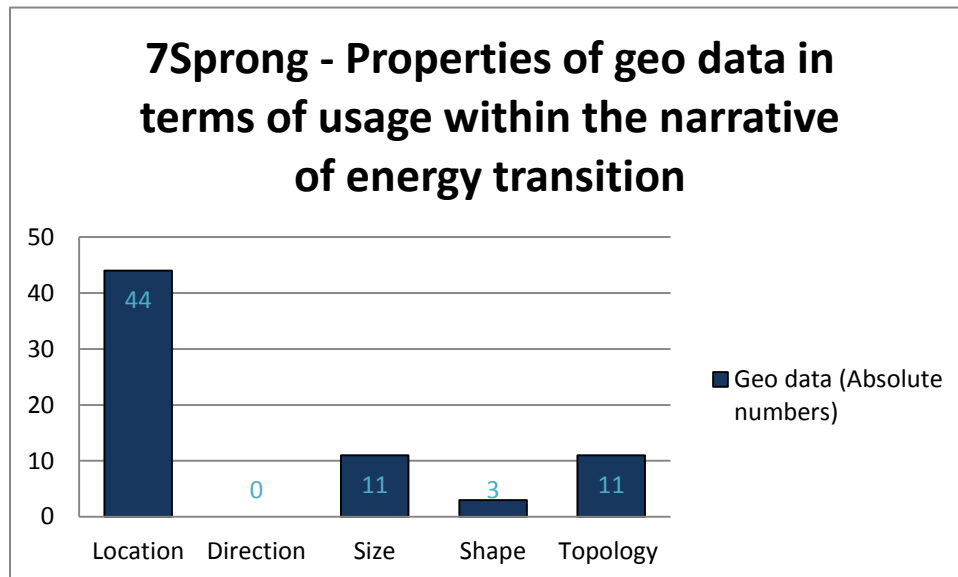 7Sprong - Properties of geo data in
terms of usage within the narrative
of energy transition
50
40
30
20
10
0
44
0
11
3
11
Location
Direction
Size
Shape
Topology
Geo data (Absolute
numbers)